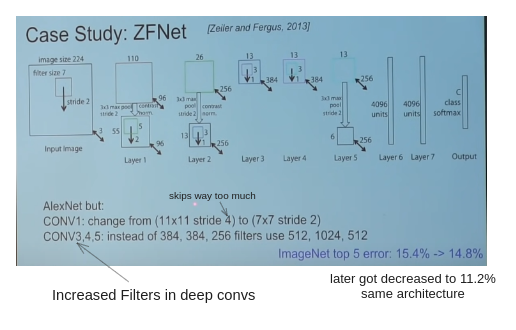 Case Study: ZFNet
[Zeiler and Fergus, 2013]
image size 224
filter size 7
stride 2
3
Input Image
110
3x3 max pool stride 2
contrast norm.
96
55
5
2
96
Layer 1
26
3x3 max pool stride 2
contrast norm.
256
13
3
1
256
Layer 2
13
3
1
384
Layer 3
13
3
1
384
Layer 4
13
256
3x3 max pool stride 2
6
256
Layer 5
4096 units
Layer 6
4096 units
Layer 7
C class softmax
Output
skips way too much
AlexNet but:
CONV1: change from (11x11 stride 4) to (7x7 stride 2)
CONV3,4,5: instead of 384, 384, 256 filters use 512, 1024, 512
ImageNet top 5 error: 15.4% -> 14.8%
Increased Filters in deep convs
later got decreased to 11.2%
same architecture